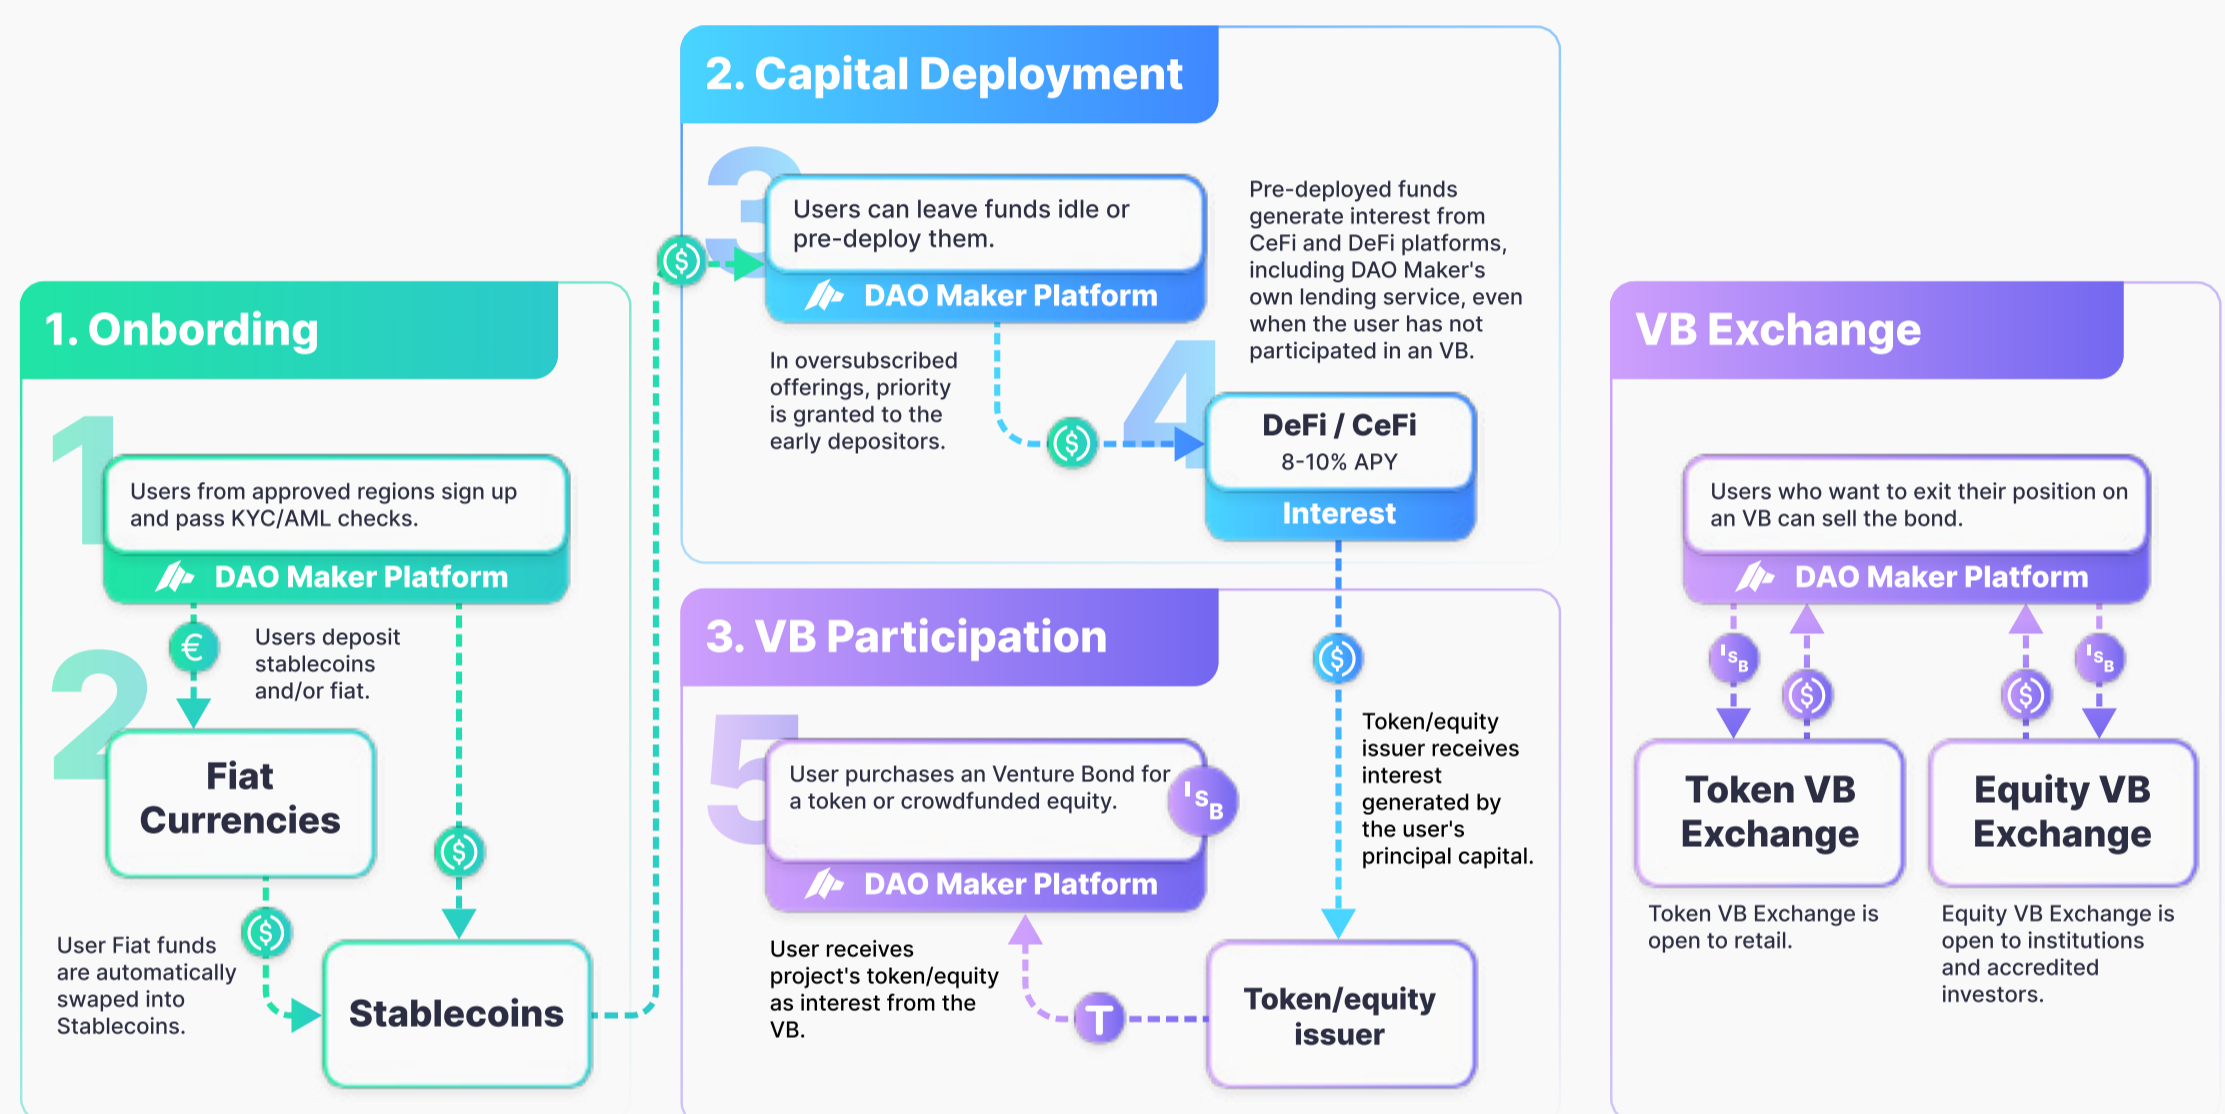 1. Onbording
1
Users from approved regions sign up
and pass KYC/AML checks.
DAO Maker Platform
€
Users deposit
stablecoins
and/or fiat.
2
Fiat
Currencies
$
$
User Fiat funds
are automatically
swaped into
Stablecoins.
Stablecoins
2. Capital Deployment
3
$
Users can leave funds idle or
pre-deploy them.
DAO Maker Platform
In oversubscribed
offerings, priority
is granted to the
early depositors.
Pre-deployed funds
generate interest from
CeFi and DeFi platforms,
including DAO Maker's
own lending service, even
when the user has not
participated in an VB.
$
4
DeFi / CeFi
8-10% APY
Interest
3. VB Participation
$
5
User purchases an Venture Bond for
a token or crowdfunded equity.
ISB
DAO Maker Platform
Token/equity
issuer receives
interest
generated by
the user's
principal capital.
User receives
project's token/equity
as interest from the
VB.
T
Token/equity
issuer
VB Exchange
Users who want to exit their position on
an VB can sell the bond.
DAO Maker Platform
ISB
$
$
ISB
Token VB
Exchange
Token VB Exchange is
open to retail.
Equity VB
Exchange
Equity VB Exchange is
open to institutions
and accredited
investors.